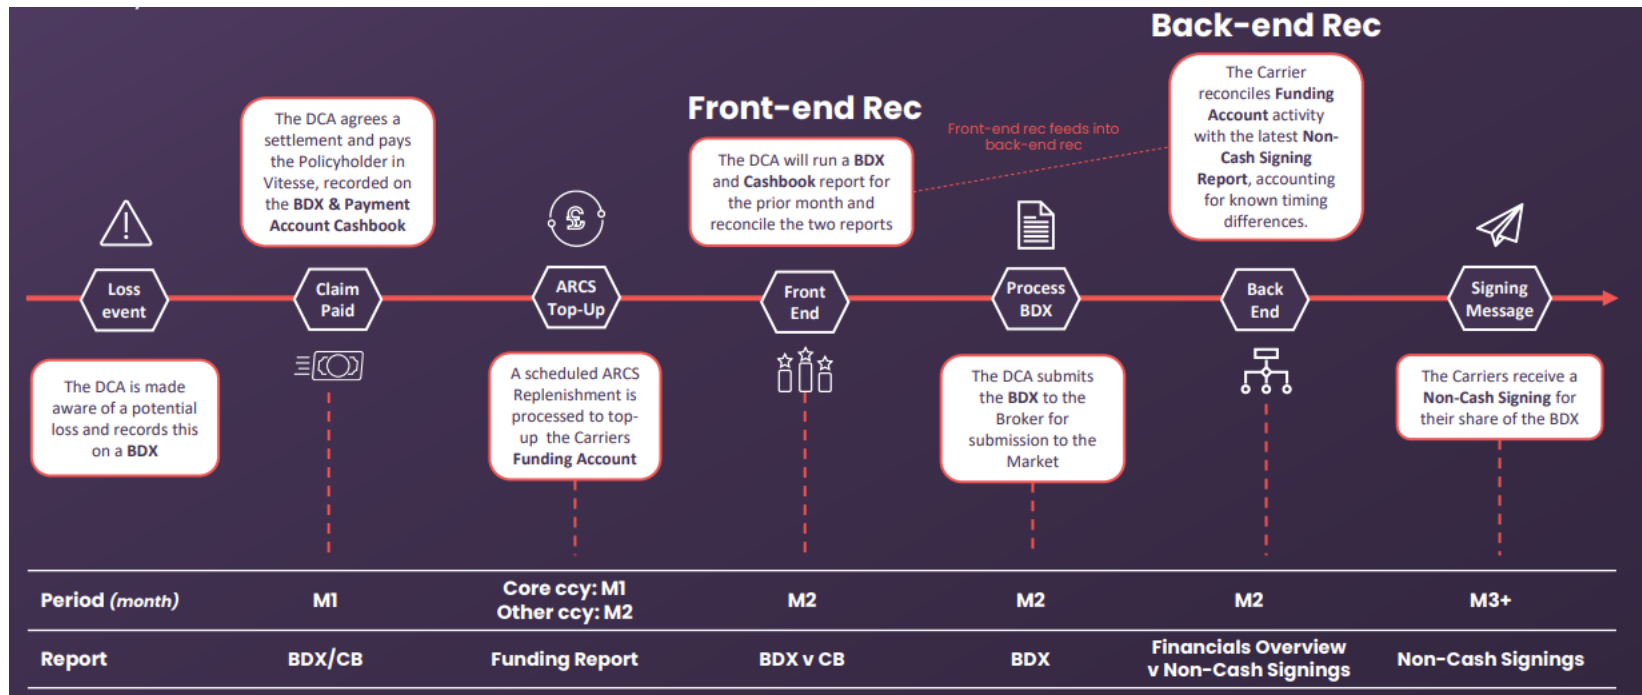 Back-end Rec
The Carrier
reconciles Funding
Account activity
with the latest Non-
Cash Signing
Report, accounting
for known timing
differences.
Front-end Rec
Front-end rec feeds into
back-end rec
The DCA agrees a
settlement and pays
the Policyholder in
Vitesse, recorded on
the BDX & Payment
Account Cashbook
The DCA will run a BDX
and Cashbook report for
the prior month and
reconcile the two reports
£
Loss
event
Claim
Paid
ARCS
Top-Up
Front
End
Process
BDX
Back
End
Signing
Message
The DCA is made
aware of a potential
loss and records this
on a BDX
A scheduled ARCS
Replenishment is
processed to top-
up the Carriers
Funding Account
The DCA submits
the BDX to the
Broker for
submission to the
Market
The Carriers receive a
Non-Cash Signing for
their share of the BDX
Period (month)
M1
Core ccy: M1
Other ccy: M2
M2
M2
M2
M3+
Report
BDX/CB
Funding Report
BDX v CB
BDX
Financials Overview
v Non-Cash Signings
Non-Cash Signings